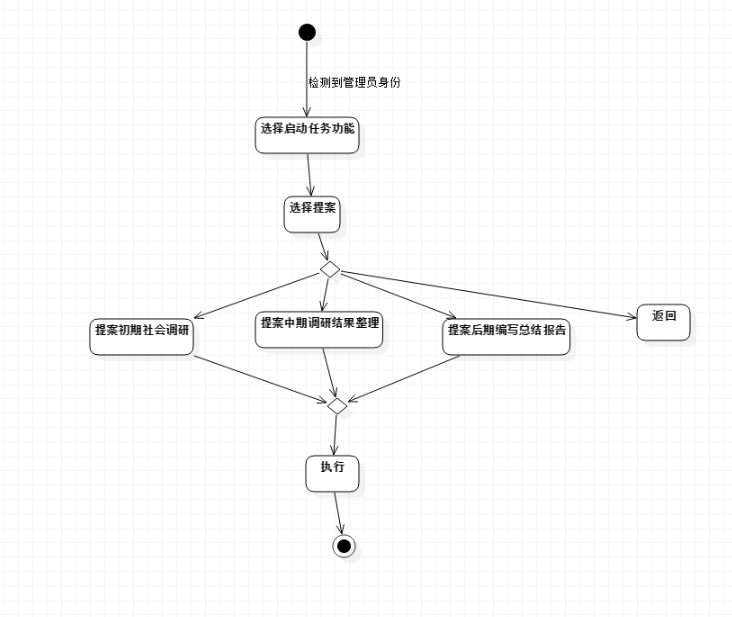 检测到管理员身份
选择启动任务功能
选择提案
提案初期社会调研
提案中期调研结果整理
提案后期编写总结报告
返回
执行